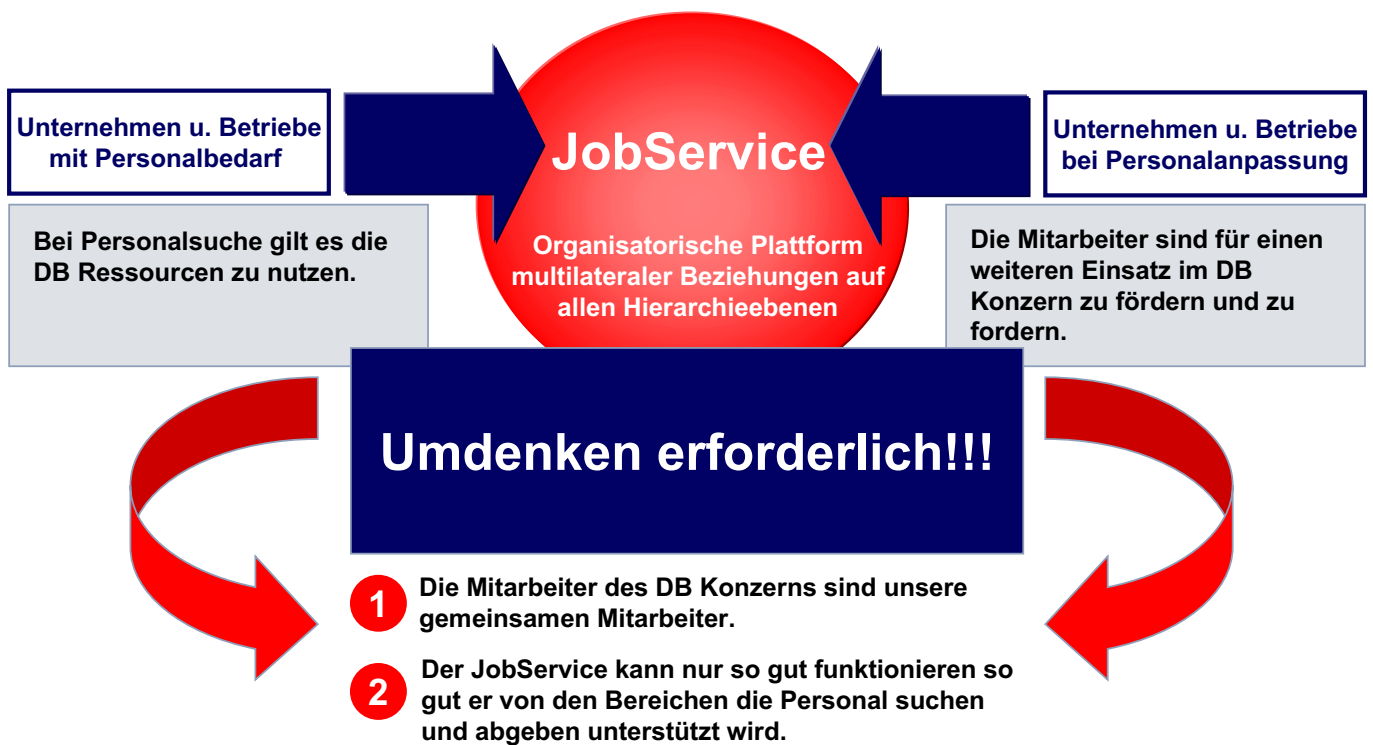 Unternehmen u. Betriebe
mit Personalbedarf
Bei Personalsuche gilt es die
DB Ressourcen zu nutzen.
JobService
Organisatorische Plattform
multilateraler Beziehungen auf
allen Hierarchieebenen
Unternehmen u. Betriebe
bei Personalanpassung
Die Mitarbeiter sind für einen
weiteren Einsatz im DB
Konzern zu fördern und zu
fordern.
Umdenken erforderlich!!!
1 Die Mitarbeiter des DB Konzerns sind unsere
gemeinsamen Mitarbeiter.
2 Der JobService kann nur so gut funktionieren so
gut er von den Bereichen die Personal suchen
und abgeben unterstützt wird.